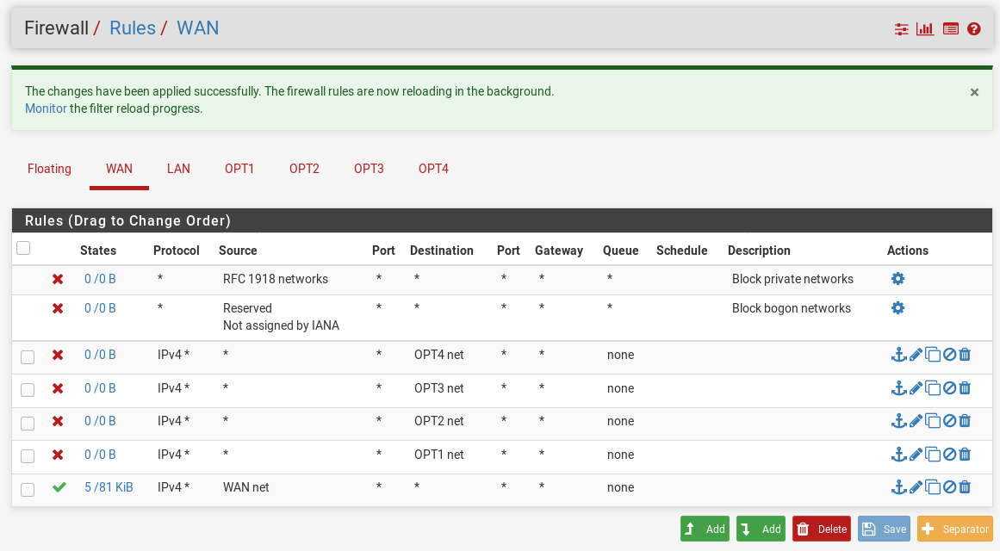 Firewall / Rules / WAN
The changes have been applied successfully. The firewall rules are now reloading in the background.
Monitor the filter reload progress.
×
Floating WAN LAN OPT1 OPT2 OPT3 OPT4
Rules (Drag to Change Order)
States Protocol Source Port Destination Port Gateway Queue Schedule Description Actions
0 /0 B * RFC 1918 networks * * * * * Block private networks
0 /0 B * Reserved * * * * * Block bogon networks
Not assigned by IANA
0 /0 B IPv4 * * * OPT4 net * * none
0 /0 B IPv4 * * * OPT3 net * * none
0 /0 B IPv4 * * * OPT2 net * * none
0 /0 B IPv4 * * * OPT1 net * * none
5 /81 KiB IPv4 * WAN net * * * * none
Add Add Delete Save Separator